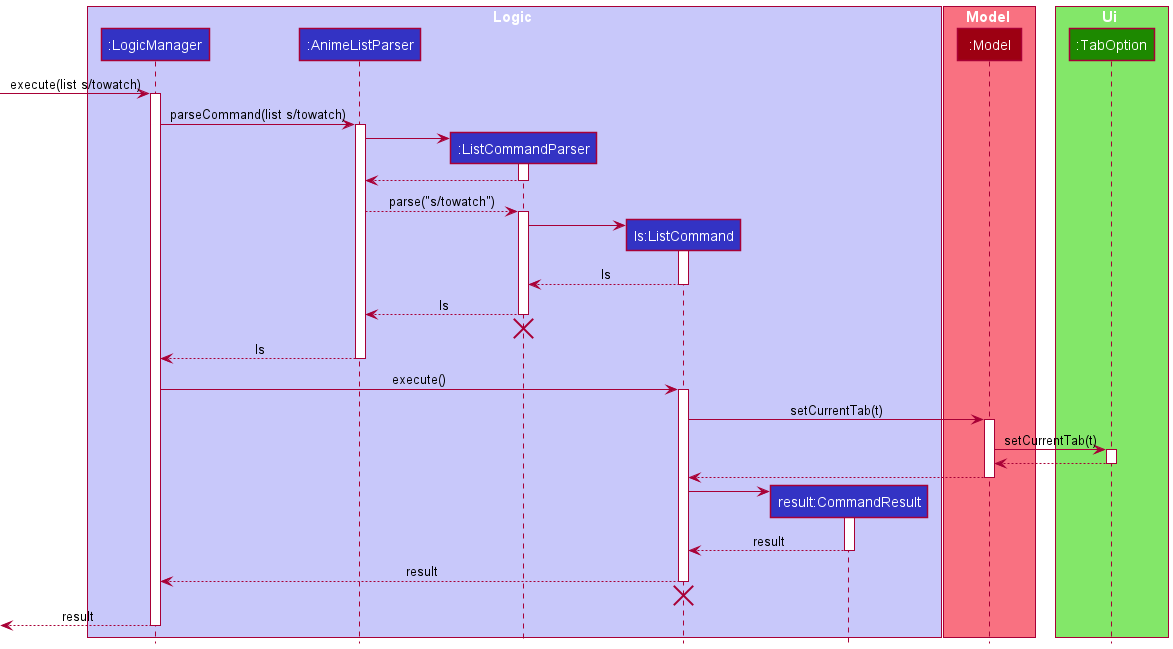 Logic
Model
Ui
:LogicManager
:AnimeListParser
:Model
:TabOption
execute(list s/towatch)
parseCommand(list s/towatch)
:ListCommandParser
parse("s/towatch")
ls:ListCommand
ls
ls
ls
execute()
setCurrentTab(t)
setCurrentTab(t)
result:CommandResult
result
result
result